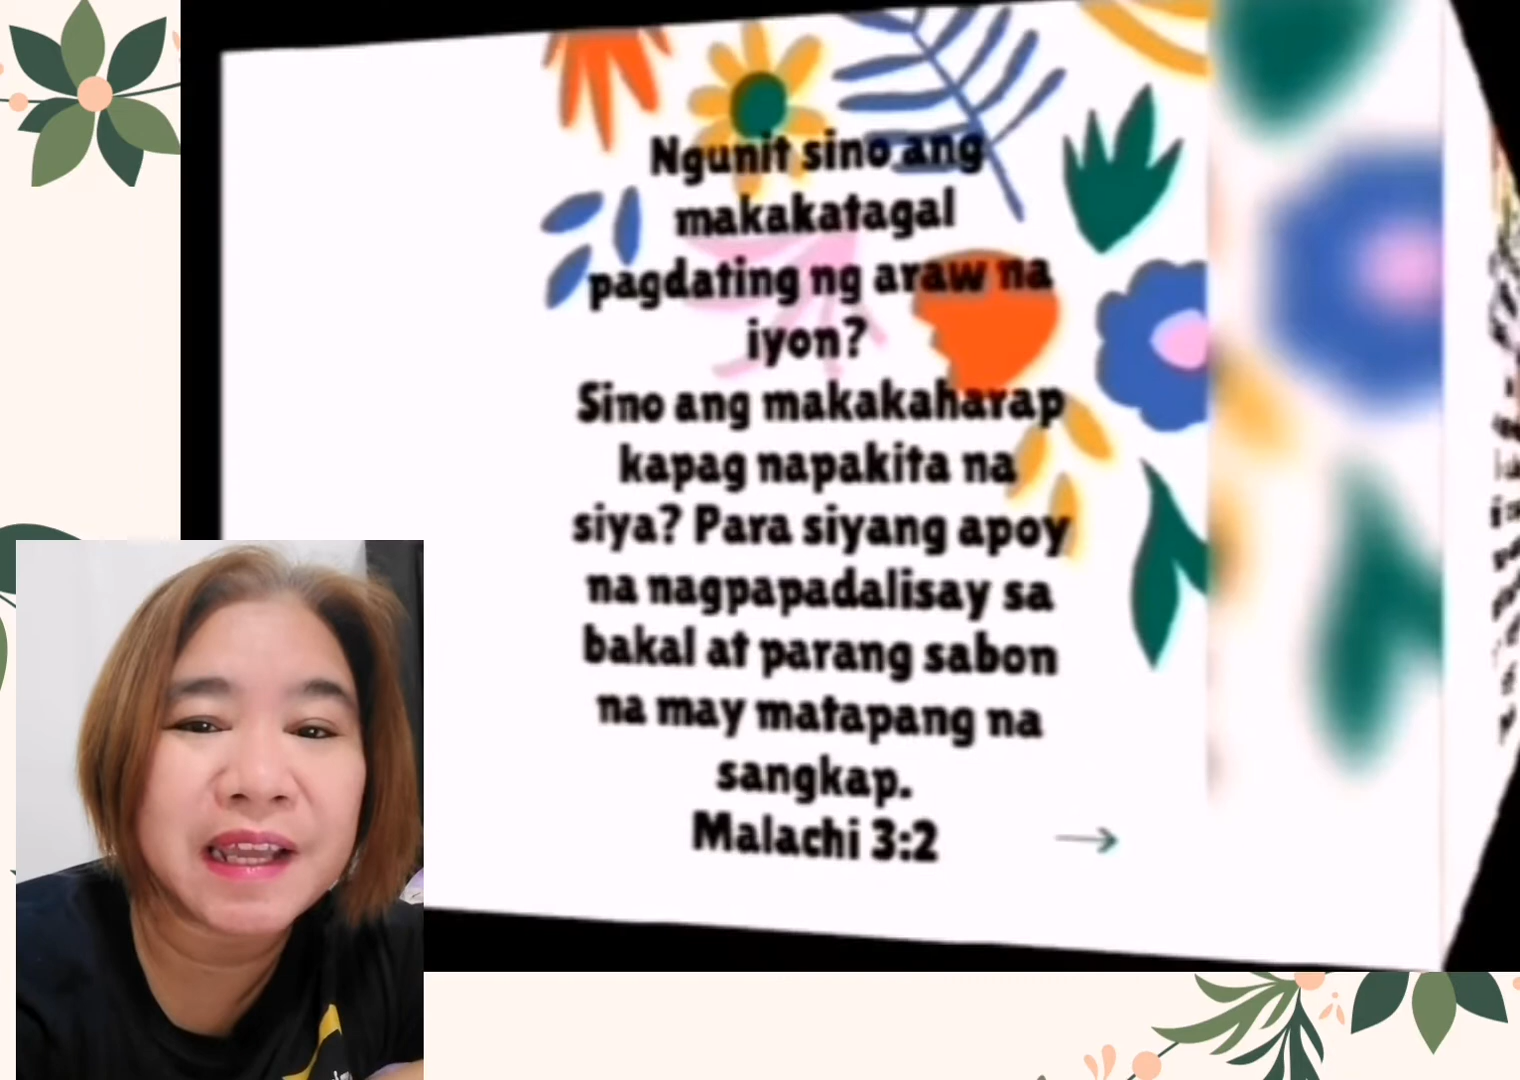 Ngunit sino ang
makakatagal
pagdating ng araw na
iyon?
Sino ang makakaharap
kapag napakita na
siya? Para siyang apoy
na nagpapadalisay sa
bakal at parang sabon
na may matapang na
sangkap.
Malachi 3:2